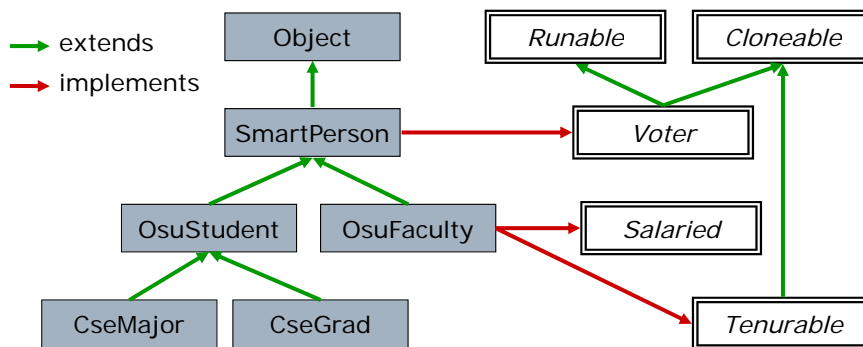 extends
implements
Object
Runable
Cloneable
SmartPerson
Voter
OsuStudent
OsuFaculty
Salaried
CseMajor
CseGrad
Tenurable